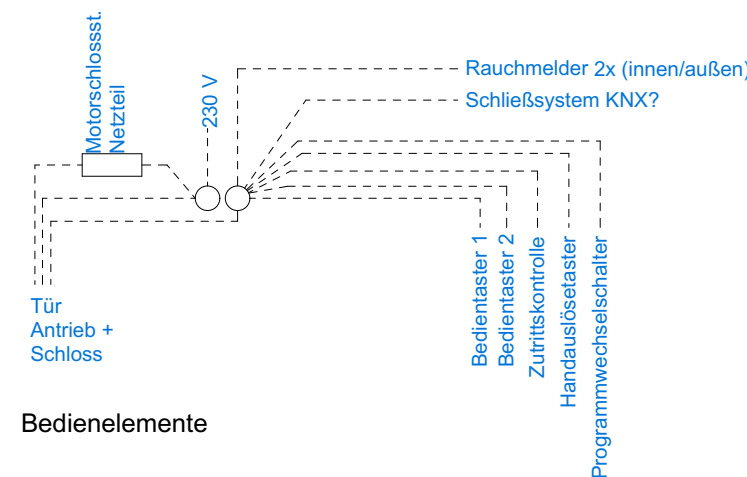 Motorschlossst.
Netzteil
230 V
Rauchmelder 2x (innen/außen)
Schließsystem KNX?
Tür
Antrieb +
Schloss
Bedientaster 1
Bedientaster 2
Zutrittskontrolle
Handauslösetaster
Programmwechselschalter
Bedienelemente